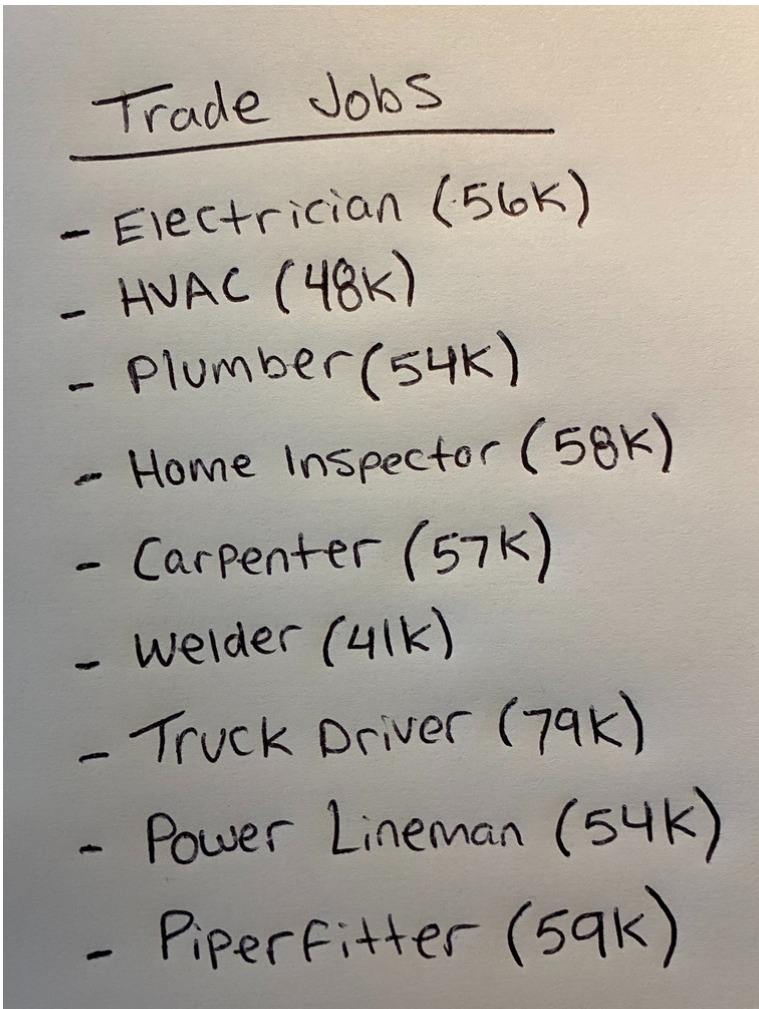 Trade Jobs
- Electrician (56K)
- HVAC (48K)
- Plumber (54K)
- Home Inspector (58K)
- Carpenter (57K)
- Welder (41K)
- Truck Driver (79K)
- Power Lineman (54K)
- Piperfitter (59K)